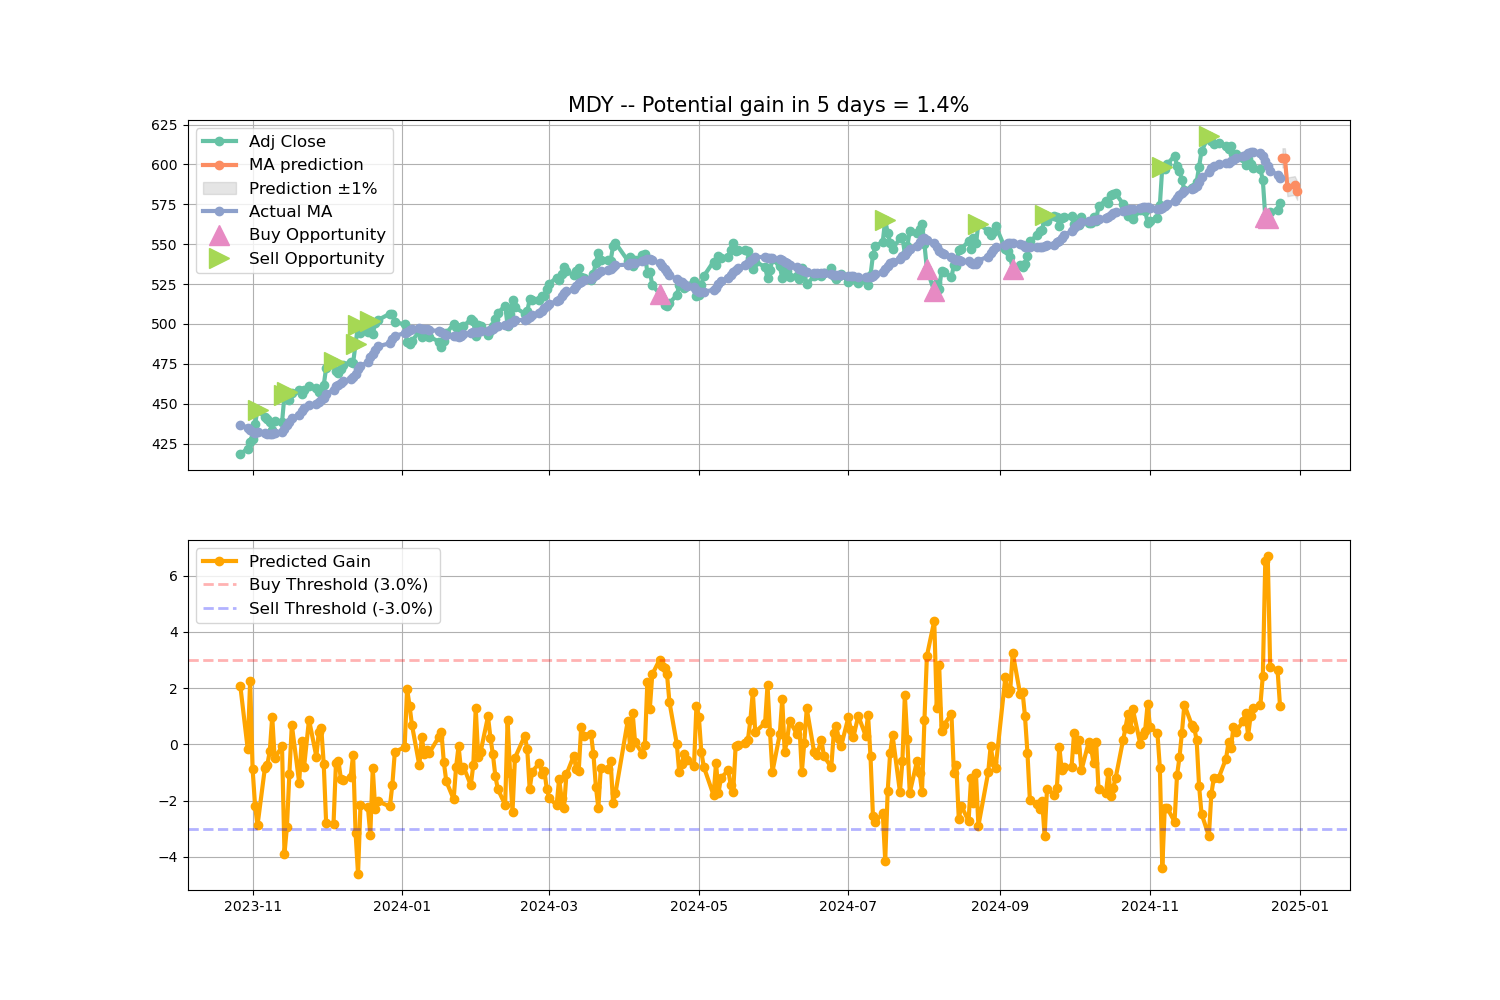 MDY -- Potential gain in 5 days = 1.4%
625
600
575
550
525
500
475
450
425
Adj Close
MA prediction
Prediction ±1%
Actual MA
Buy Opportunity
Sell Opportunity
6
4
2
0
−2
−4
Predicted Gain
Buy Threshold (3.0%)
Sell Threshold (-3.0%)
2023-11
2024-01
2024-03
2024-05
2024-07
2024-09
2024-11
2025-01